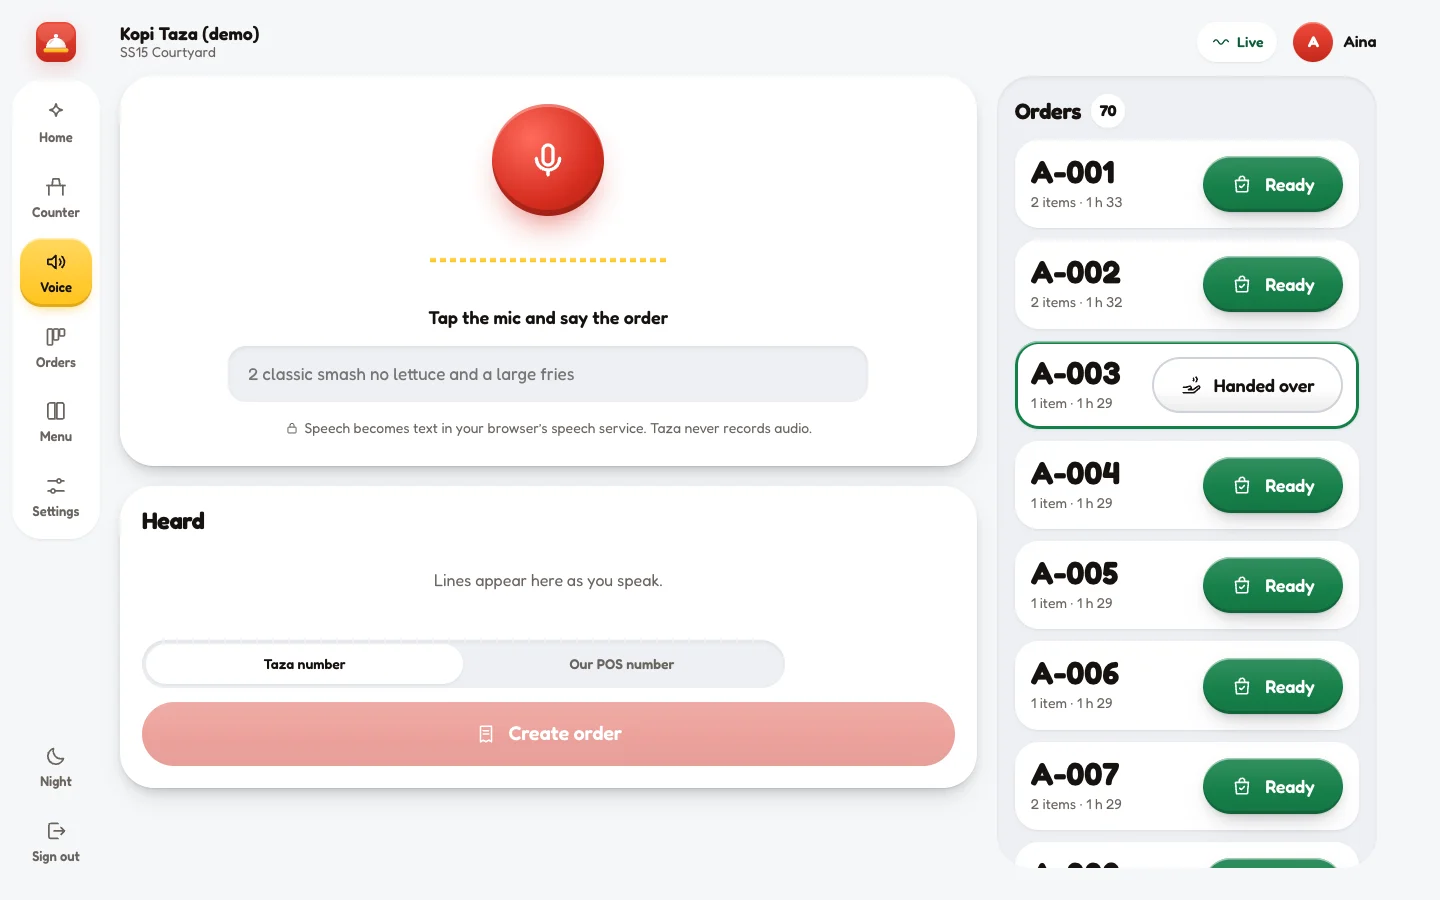 Kopi Taza (demo)
SS15 Courtyard
Live
A
Aina
Home
Counter
Voice
Orders
Menu
Settings
Night
Sign out
Tap the mic and say the order
2 classic smash no lettuce and a large fries
Speech becomes text in your browser's speech service. Taza never records audio.
Heard
Lines appear here as you speak.
Taza number
Our POS number
Create order
Orders 70
A-001
2 items · 1 h 33
Ready
A-002
2 items · 1 h 32
Ready
A-003
1 item · 1 h 29
Handed over
A-004
1 item · 1 h 29
Ready
A-005
1 item · 1 h 29
Ready
A-006
1 item · 1 h 29
Ready
A-007
2 items · 1 h 29
Ready